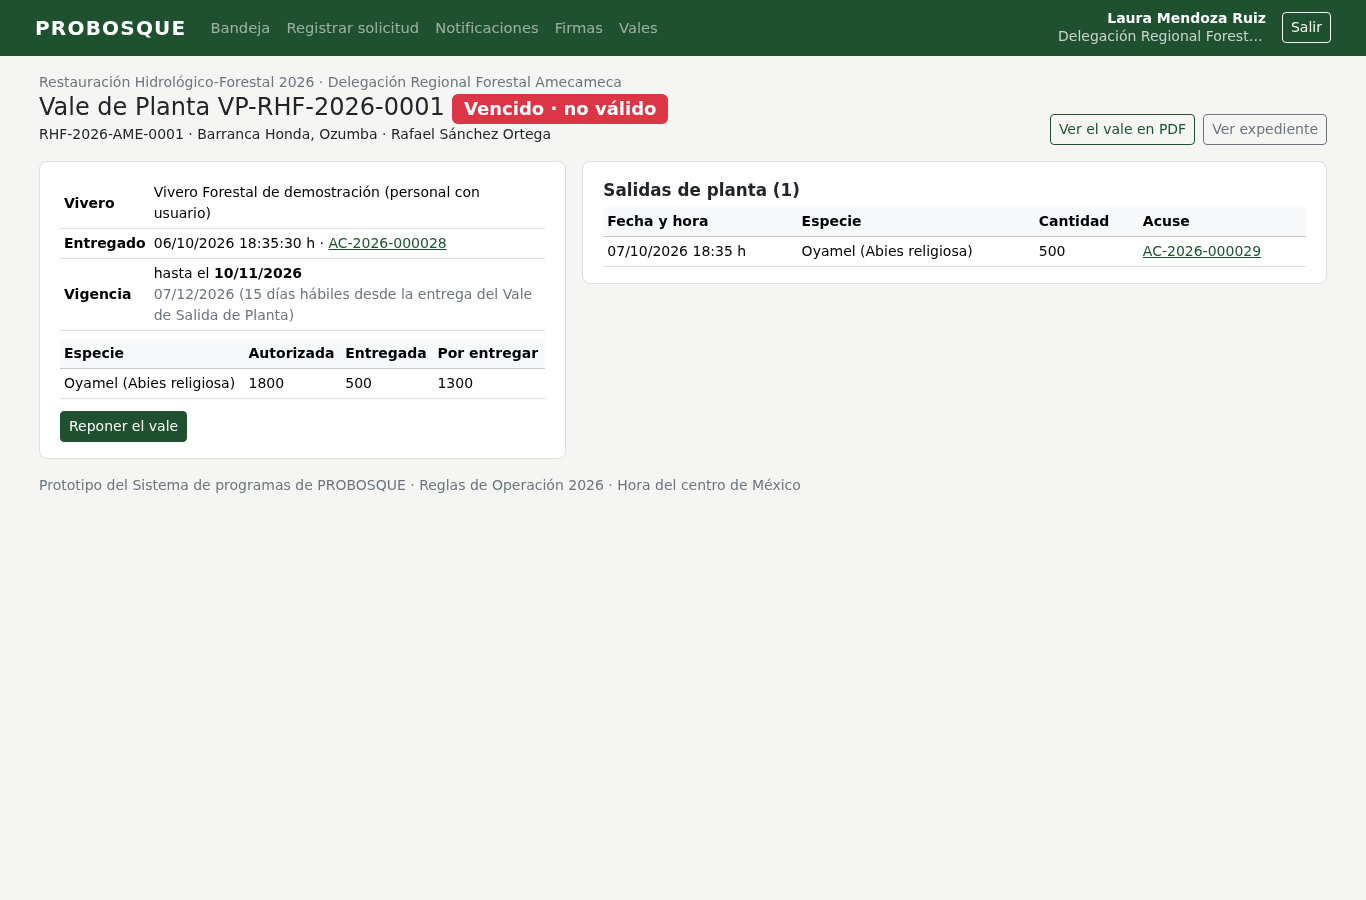 PROBOSQUE Bandeja Registrar solicitud Notificaciones Firmas Vales
Laura Mendoza Ruiz
Delegación Regional Forest…
Salir
Restauración Hidrológico-Forestal 2026 · Delegación Regional Forestal Amecameca
Vale de Planta VP-RHF-2026-0001 Vencido · no válido
RHF-2026-AME-0001 · Barranca Honda, Ozumba · Rafael Sánchez Ortega
Ver el vale en PDF Ver expediente
Vivero Vivero Forestal de demostración (personal con
usuario)
Entregado 06/10/2026 18:35:30 h · AC-2026-000028
Vigencia hasta el 10/11/2026
07/12/2026 (15 días hábiles desde la entrega del Vale
de Salida de Planta)
Especie Autorizada Entregada Por entregar
Oyamel (Abies religiosa) 1800 500 1300
Reponer el vale
Salidas de planta (1)
Fecha y hora Especie Cantidad Acuse
07/10/2026 18:35 h Oyamel (Abies religiosa) 500 AC-2026-000029
Prototipo del Sistema de programas de PROBOSQUE · Reglas de Operación 2026 · Hora del centro de México